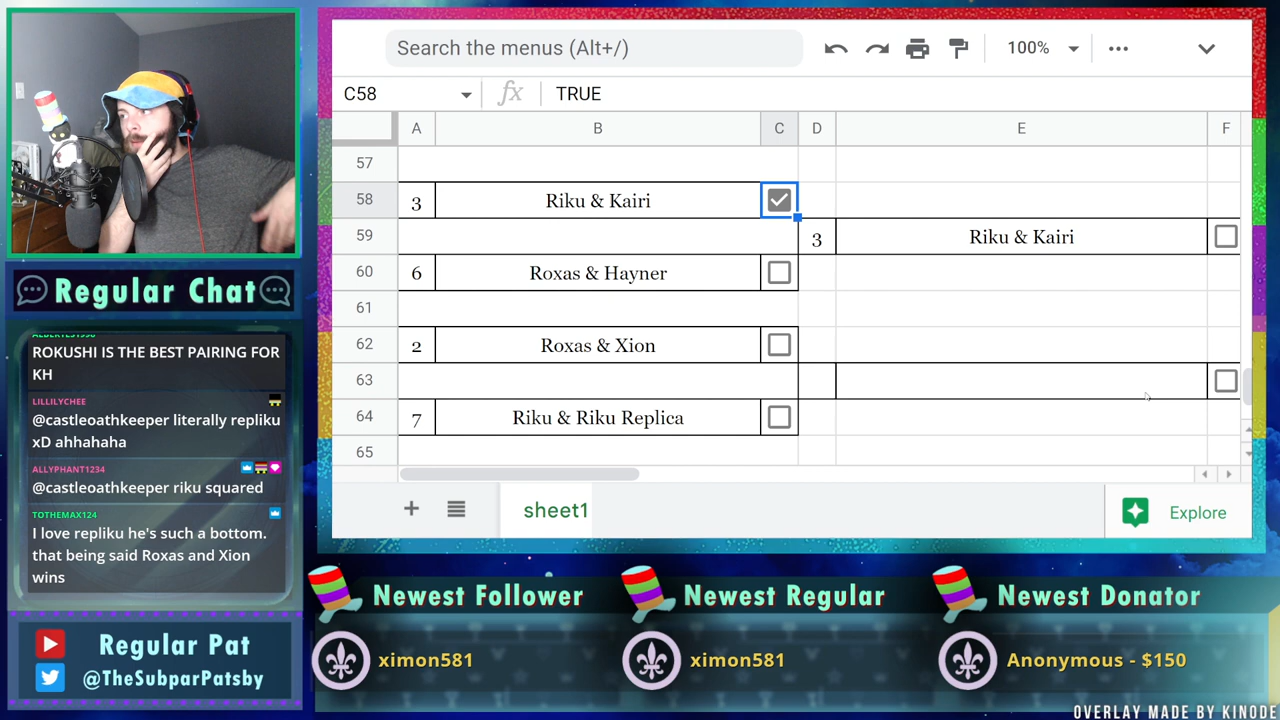 Search the menus (Alt+/)
100%
C58
fx
TRUE
A B C D E F
57
58 3 Riku & Kairi
59 3 Riku & Kairi
60 6 Roxas & Hayner
61
62 2 Roxas & Xion
63
64 7 Riku & Riku Replica
65
sheet1
Explore
Regular Chat
ROKUSHI IS THE BEST PAIRING FOR
KH
LILLILYCHEE
@castleoathkeeper literally repliku
xD ahhahaha
ALLYPHANT1234
@castleoathkeeper riku squared
TOTHEMAX124
I love repliku he's such a bottom.
that being said Roxas and Xion
wins
Regular Pat
@TheSubparPatsby
Newest Follower
ximon581
Newest Regular
ximon581
Newest Donator
Anonymous - $150
OVERLAY MADE BY KINODE